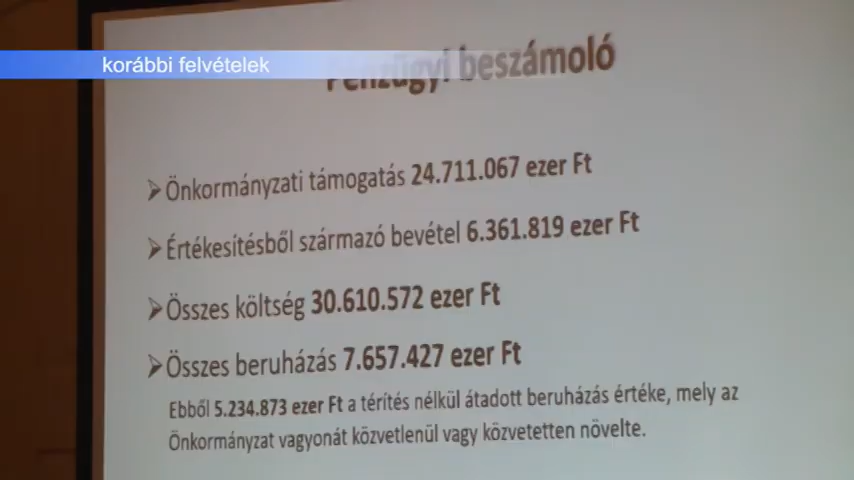 korábbi felvételek
Pénzügyi beszámoló
➢Önkormányzati támogatás 24.711.067 ezer Ft
➢Értékesítésből származó bevétel 6.361.819 ezer Ft
➢Összes költség 30.610.572 ezer Ft
➢Összes beruházás 7.657.427 ezer Ft
Ebből 5.234.873 ezer Ft a térítés nélkül átadott beruházás értéke, mely az
Önkormányzat vagyonát közvetlenül vagy közvetetten növelte.